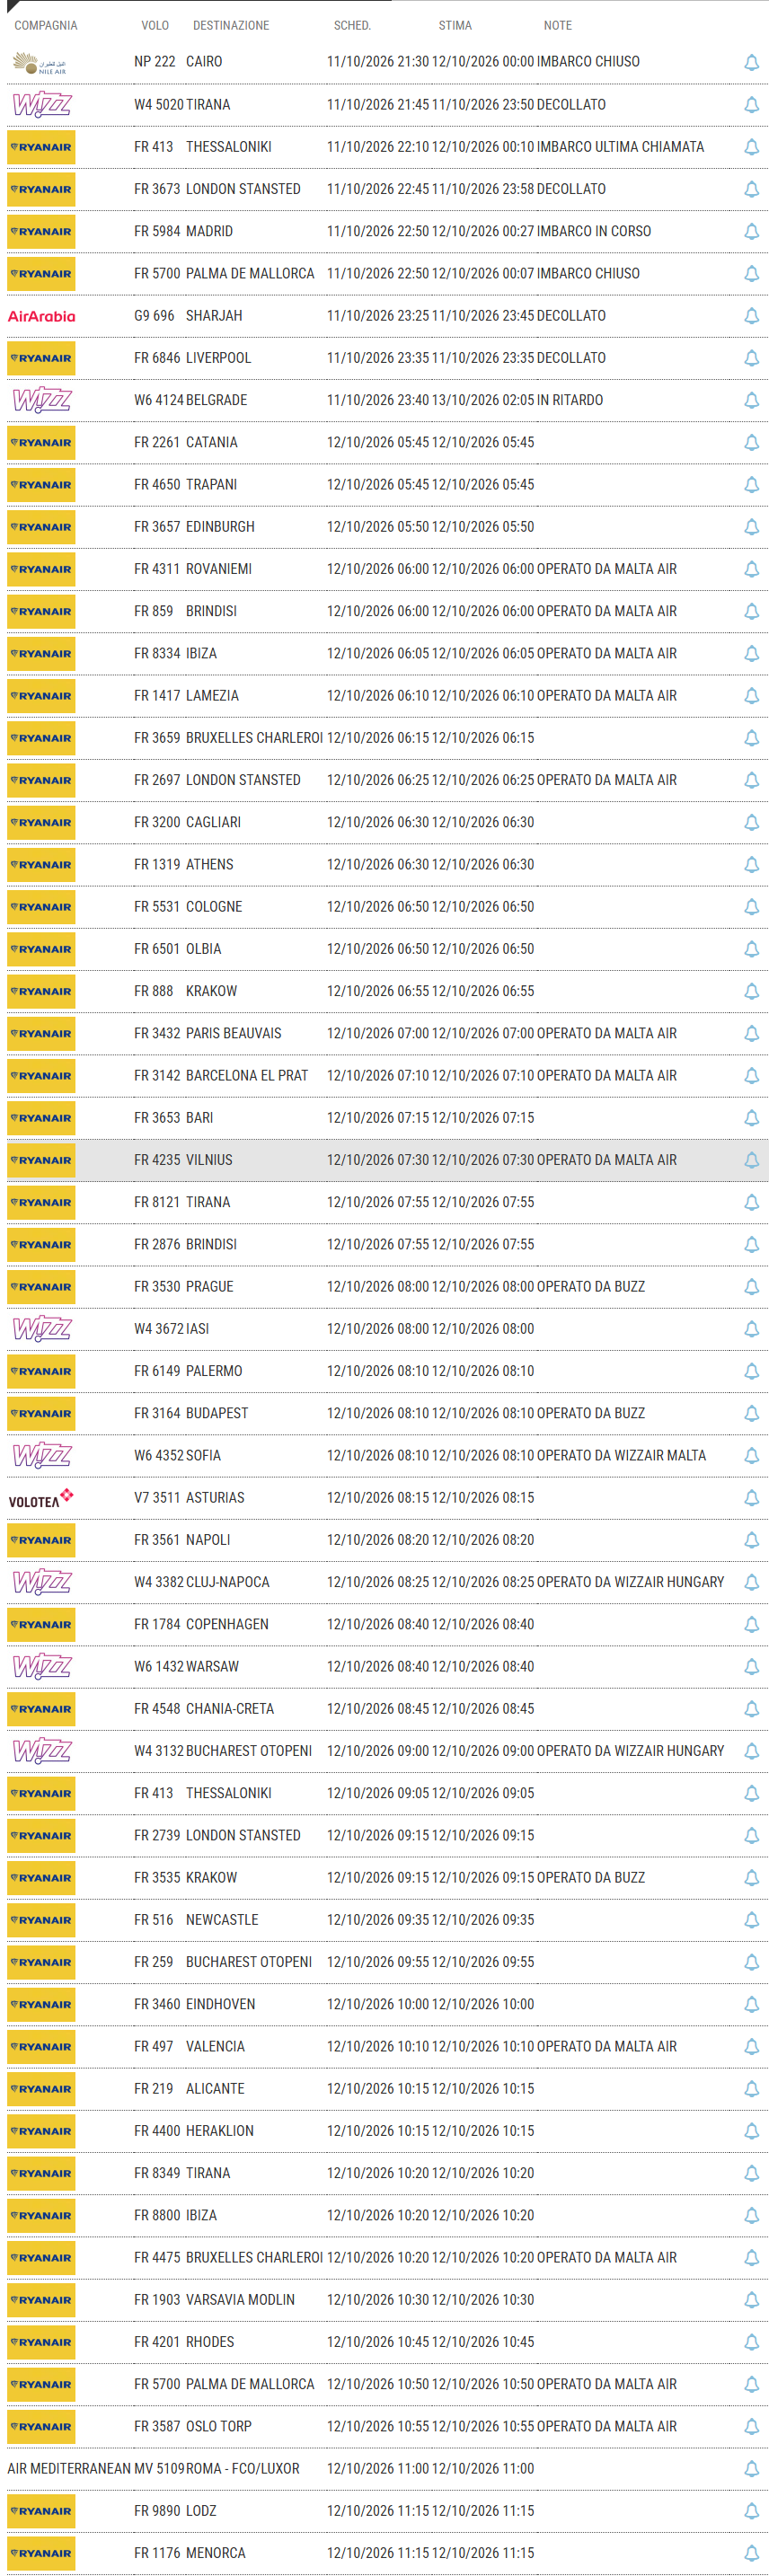 COMPAGNIA VOLO DESTINAZIONE SCHED. STIMA NOTE
النيل للطيران NILE AIR NP 222 CAIRO 11/10/2026 21:30 12/10/2026 00:00 IMBARCO CHIUSO
WIZZ W4 5020 TIRANA 11/10/2026 21:45 11/10/2026 23:50 DECOLLATO
RYANAIR FR 413 THESSALONIKI 11/10/2026 22:10 12/10/2026 00:10 IMBARCO ULTIMA CHIAMATA
RYANAIR FR 3673 LONDON STANSTED 11/10/2026 22:45 11/10/2026 23:58 DECOLLATO
RYANAIR FR 5984 MADRID 11/10/2026 22:50 12/10/2026 00:27 IMBARCO IN CORSO
RYANAIR FR 5700 PALMA DE MALLORCA 11/10/2026 22:50 12/10/2026 00:07 IMBARCO CHIUSO
AirArabia G9 696 SHARJAH 11/10/2026 23:25 11/10/2026 23:45 DECOLLATO
RYANAIR FR 6846 LIVERPOOL 11/10/2026 23:35 11/10/2026 23:35 DECOLLATO
WIZZ W6 4124 BELGRADE 11/10/2026 23:40 13/10/2026 02:05 IN RITARDO
RYANAIR FR 2261 CATANIA 12/10/2026 05:45 12/10/2026 05:45
RYANAIR FR 4650 TRAPANI 12/10/2026 05:45 12/10/2026 05:45
RYANAIR FR 3657 EDINBURGH 12/10/2026 05:50 12/10/2026 05:50
RYANAIR FR 4311 ROVANIEMI 12/10/2026 06:00 12/10/2026 06:00 OPERATO DA MALTA AIR
RYANAIR FR 859 BRINDISI 12/10/2026 06:00 12/10/2026 06:00 OPERATO DA MALTA AIR
RYANAIR FR 8334 IBIZA 12/10/2026 06:05 12/10/2026 06:05 OPERATO DA MALTA AIR
RYANAIR FR 1417 LAMEZIA 12/10/2026 06:10 12/10/2026 06:10 OPERATO DA MALTA AIR
RYANAIR FR 3659 BRUXELLES CHARLEROI 12/10/2026 06:15 12/10/2026 06:15
RYANAIR FR 2697 LONDON STANSTED 12/10/2026 06:25 12/10/2026 06:25 OPERATO DA MALTA AIR
RYANAIR FR 3200 CAGLIARI 12/10/2026 06:30 12/10/2026 06:30
RYANAIR FR 1319 ATHENS 12/10/2026 06:30 12/10/2026 06:30
RYANAIR FR 5531 COLOGNE 12/10/2026 06:50 12/10/2026 06:50
RYANAIR FR 6501 OLBIA 12/10/2026 06:50 12/10/2026 06:50
RYANAIR FR 888 KRAKOW 12/10/2026 06:55 12/10/2026 06:55
RYANAIR FR 3432 PARIS BEAUVAIS 12/10/2026 07:00 12/10/2026 07:00 OPERATO DA MALTA AIR
RYANAIR FR 3142 BARCELONA EL PRAT 12/10/2026 07:10 12/10/2026 07:10 OPERATO DA MALTA AIR
RYANAIR FR 3653 BARI 12/10/2026 07:15 12/10/2026 07:15
RYANAIR FR 4235 VILNIUS 12/10/2026 07:30 12/10/2026 07:30 OPERATO DA MALTA AIR
RYANAIR FR 8121 TIRANA 12/10/2026 07:55 12/10/2026 07:55
RYANAIR FR 2876 BRINDISI 12/10/2026 07:55 12/10/2026 07:55
RYANAIR FR 3530 PRAGUE 12/10/2026 08:00 12/10/2026 08:00 OPERATO DA BUZZ
WIZZ W4 3672 IASI 12/10/2026 08:00 12/10/2026 08:00
RYANAIR FR 6149 PALERMO 12/10/2026 08:10 12/10/2026 08:10
RYANAIR FR 3164 BUDAPEST 12/10/2026 08:10 12/10/2026 08:10 OPERATO DA BUZZ
WIZZ W6 4352 SOFIA 12/10/2026 08:10 12/10/2026 08:10 OPERATO DA WIZZAIR MALTA
VOLOTEA V7 3511 ASTURIAS 12/10/2026 08:15 12/10/2026 08:15
RYANAIR FR 3561 NAPOLI 12/10/2026 08:20 12/10/2026 08:20
WIZZ W4 3382 CLUJ-NAPOCA 12/10/2026 08:25 12/10/2026 08:25 OPERATO DA WIZZAIR HUNGARY
RYANAIR FR 1784 COPENHAGEN 12/10/2026 08:40 12/10/2026 08:40
WIZZ W6 1432 WARSAW 12/10/2026 08:40 12/10/2026 08:40
RYANAIR FR 4548 CHANIA-CRETA 12/10/2026 08:45 12/10/2026 08:45
WIZZ W4 3132 BUCHAREST OTOPENI 12/10/2026 09:00 12/10/2026 09:00 OPERATO DA WIZZAIR HUNGARY
RYANAIR FR 413 THESSALONIKI 12/10/2026 09:05 12/10/2026 09:05
RYANAIR FR 2739 LONDON STANSTED 12/10/2026 09:15 12/10/2026 09:15
RYANAIR FR 3535 KRAKOW 12/10/2026 09:15 12/10/2026 09:15 OPERATO DA BUZZ
RYANAIR FR 516 NEWCASTLE 12/10/2026 09:35 12/10/2026 09:35
RYANAIR FR 259 BUCHAREST OTOPENI 12/10/2026 09:55 12/10/2026 09:55
RYANAIR FR 3460 EINDHOVEN 12/10/2026 10:00 12/10/2026 10:00
RYANAIR FR 497 VALENCIA 12/10/2026 10:10 12/10/2026 10:10 OPERATO DA MALTA AIR
RYANAIR FR 219 ALICANTE 12/10/2026 10:15 12/10/2026 10:15
RYANAIR FR 4400 HERAKLION 12/10/2026 10:15 12/10/2026 10:15
RYANAIR FR 8349 TIRANA 12/10/2026 10:20 12/10/2026 10:20
RYANAIR FR 8800 IBIZA 12/10/2026 10:20 12/10/2026 10:20
RYANAIR FR 4475 BRUXELLES CHARLEROI 12/10/2026 10:20 12/10/2026 10:20 OPERATO DA MALTA AIR
RYANAIR FR 1903 VARSAVIA MODLIN 12/10/2026 10:30 12/10/2026 10:30
RYANAIR FR 4201 RHODES 12/10/2026 10:45 12/10/2026 10:45
RYANAIR FR 5700 PALMA DE MALLORCA 12/10/2026 10:50 12/10/2026 10:50 OPERATO DA MALTA AIR
RYANAIR FR 3587 OSLO TORP 12/10/2026 10:55 12/10/2026 10:55 OPERATO DA MALTA AIR
AIR MEDITERRANEAN MV 5109 ROMA - FCO/LUXOR 12/10/2026 11:00 12/10/2026 11:00
RYANAIR FR 9890 LODZ 12/10/2026 11:15 12/10/2026 11:15
RYANAIR FR 1176 MENORCA 12/10/2026 11:15 12/10/2026 11:15